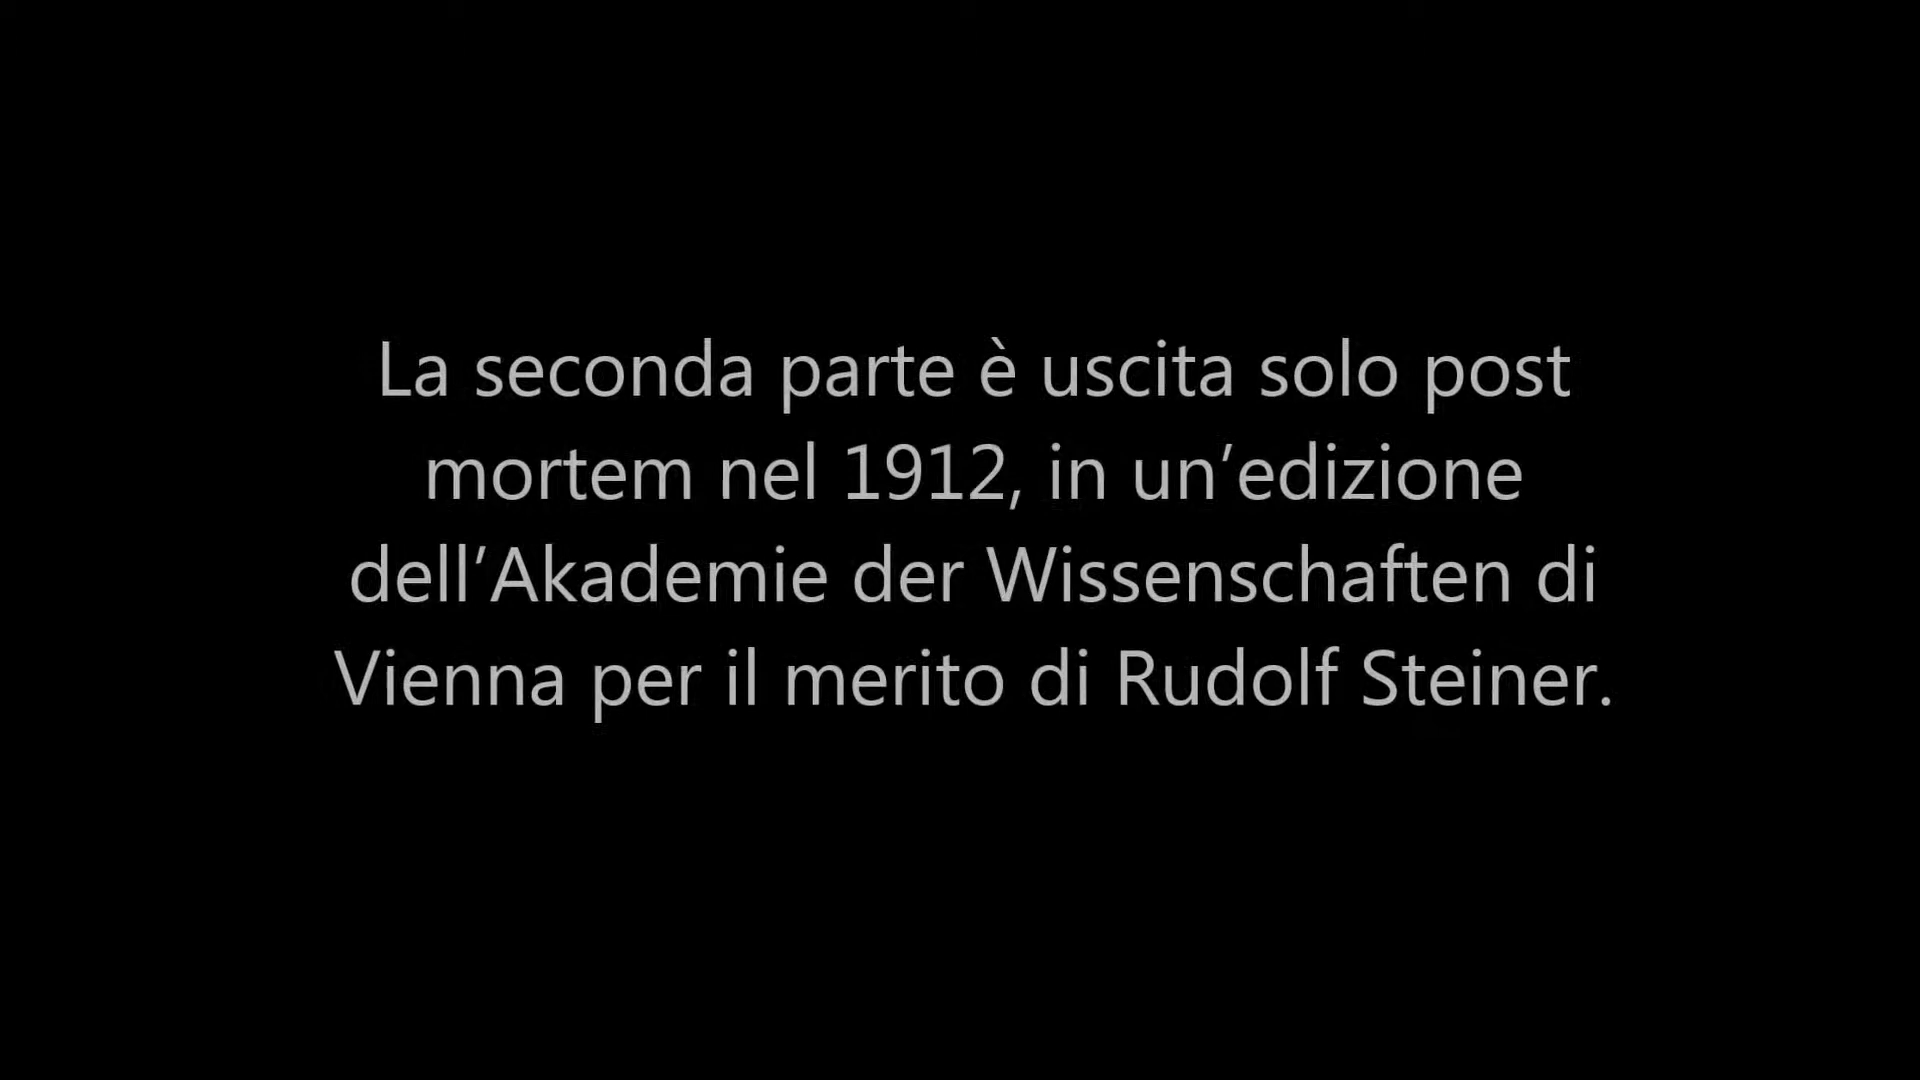 La seconda parte è uscita solo post
mortem nel 1912, in un’edizione
dell’Akademie der Wissenschaften di
Vienna per il merito di Rudolf Steiner.